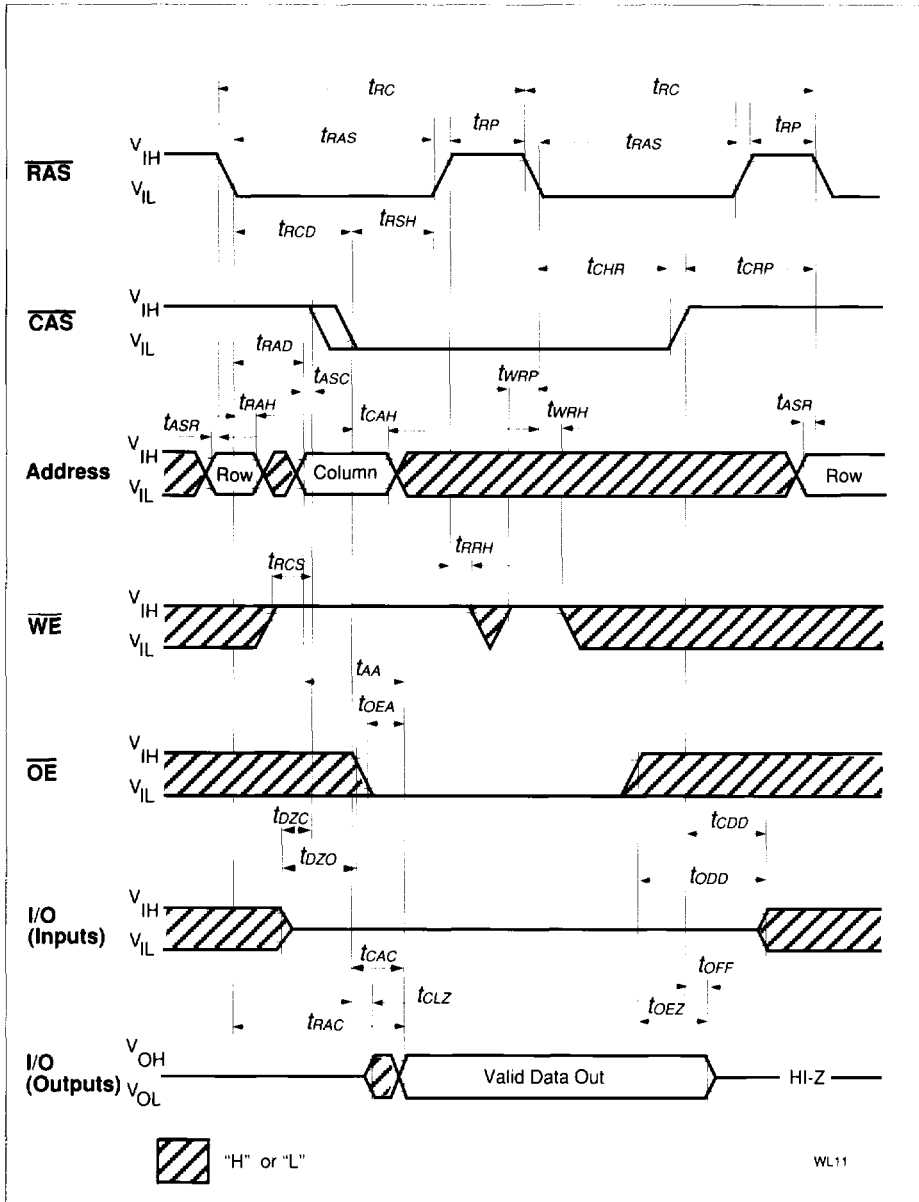 tRC tRC
tRAS tRP tRAS tRP
RAS VIH
VIL
tRCD tRSH
tCHR tCRP
CAS VIH
VIL
tRAD tASC tWRP
tASR tRAH tCAH tWRH tASR
Address VIH
VIL
Row Column Row
tRCS tRRH
WE VIH
VIL
tAA
tOEA
OE VIH
VIL
tDZC tCDD
tDZO tODD
I/O
(Inputs)
VIH
VIL
tCAC tOFF
tCLZ tOEZ
tRAC
I/O
(Outputs)
VOH
VOL
Valid Data Out HI-Z
"H" or "L"
WL11